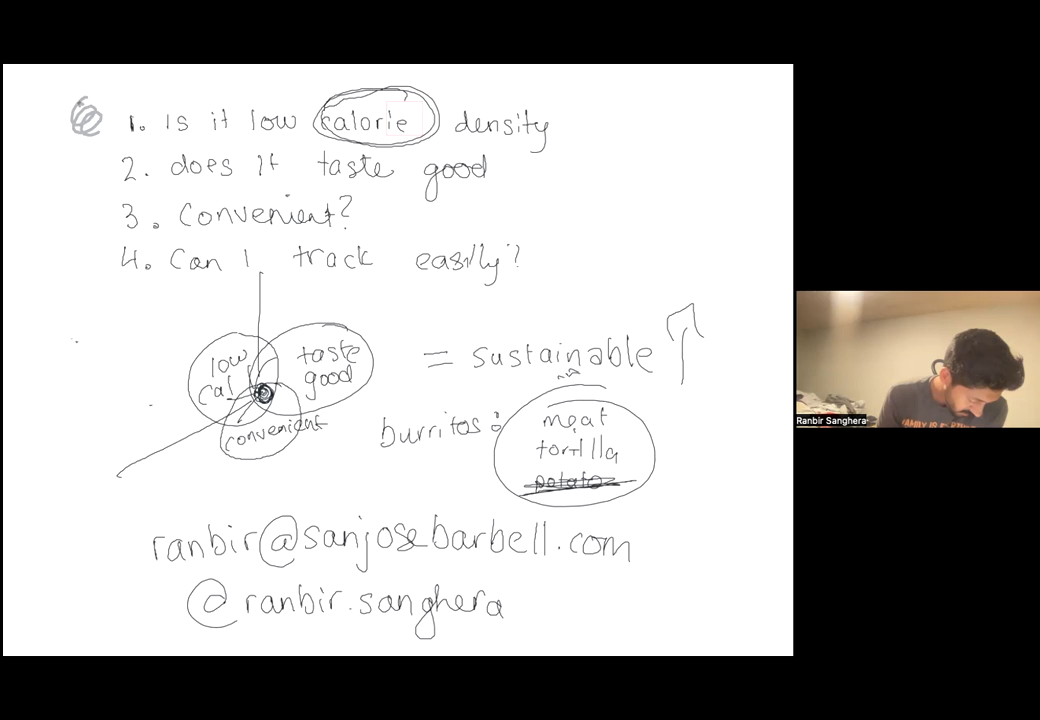 1. Is it low calorie density
2. does it taste good
3. Convenient?
4. Can I track easily?
low
cal
taste
good
convenient
= sustainable
burritos:
meat
tortilla
potato
ranbir@sanjosebarbell.com
@ranbir.sanghera
Ranbir Sanghera